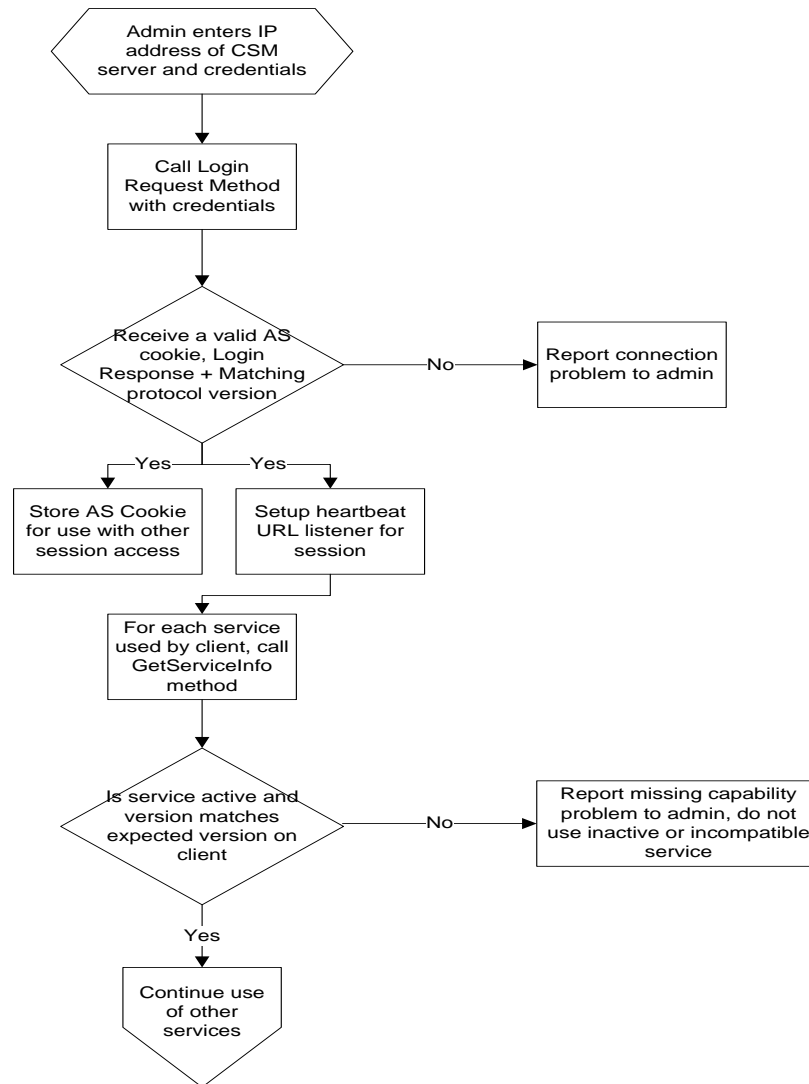 Admin enters IP
address of CSM
server and credentials
Call Login
Request Method
with credentials
Receive a valid AS
cookie, Login
Response + Matching
protocol version
No
Report connection
problem to admin
Yes
Yes
Store AS Cookie
for use with other
session access
Setup heartbeat
URL listener for
session
For each service
used by client, call
GetServiceInfo
method
Is service active and
version matches
expected version on
client
No
Report missing capability
problem to admin, do not
use inactive or incompatible
service
Yes
Continue use
of other
services